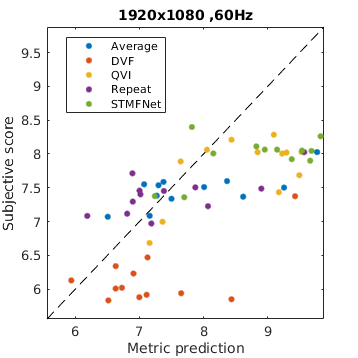 1920x1080 ,60Hz
Average
DVF
QVI
Repeat
STMFNet
Subjective score
9.5
9
8.5
8
7.5
7
6.5
6
6 7 8 9
Metric prediction